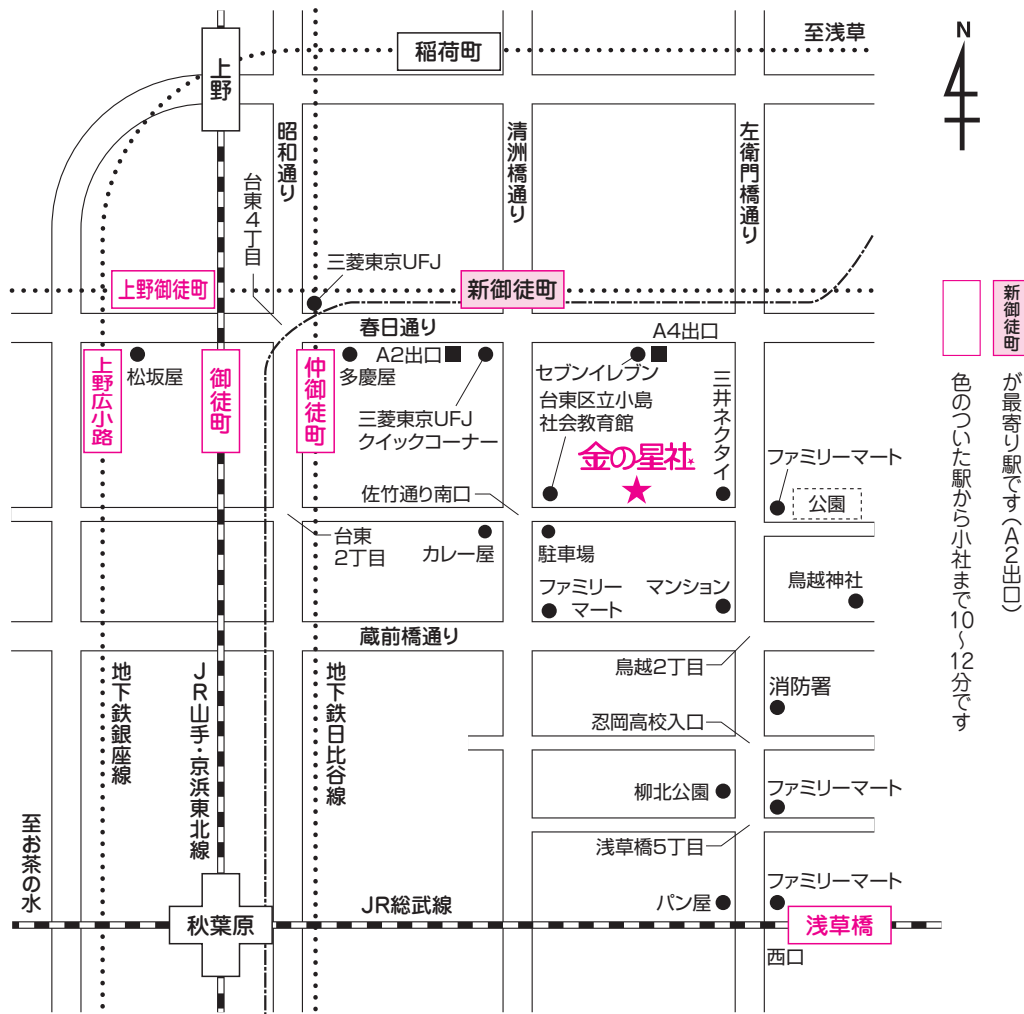 稲荷町
至浅草
N
上野
昭和通り
清洲橋通り
左衛門橋通り
台東4丁目
三菱東京UFJ
上野御徒町
新御徒町
春日通り
A4出口
上野広小路
松坂屋
御徒町
仲御徒町
多慶屋
A2出口
三菱東京UFJ
クイックコーナー
セブンイレブン
台東区立小島
社会教育館
三井ネクタイ
金の星社
ファミリーマート
公園
佐竹通り南口
台東
2丁目
カレー屋
駐車場
ファミリー
マート
マンション
鳥越神社
蔵前橋通り
鳥越2丁目
消防署
忍岡高校入口
地下鉄銀座線
JR山手・京浜東北線
地下鉄日比谷線
柳北公園
ファミリーマート
浅草橋5丁目
至お茶の水
秋葉原
JR総武線
パン屋
ファミリーマート
浅草橋
西口
新御徒町
が最寄り駅です(A2出口)
色のついた駅から小社まで10〜12分です